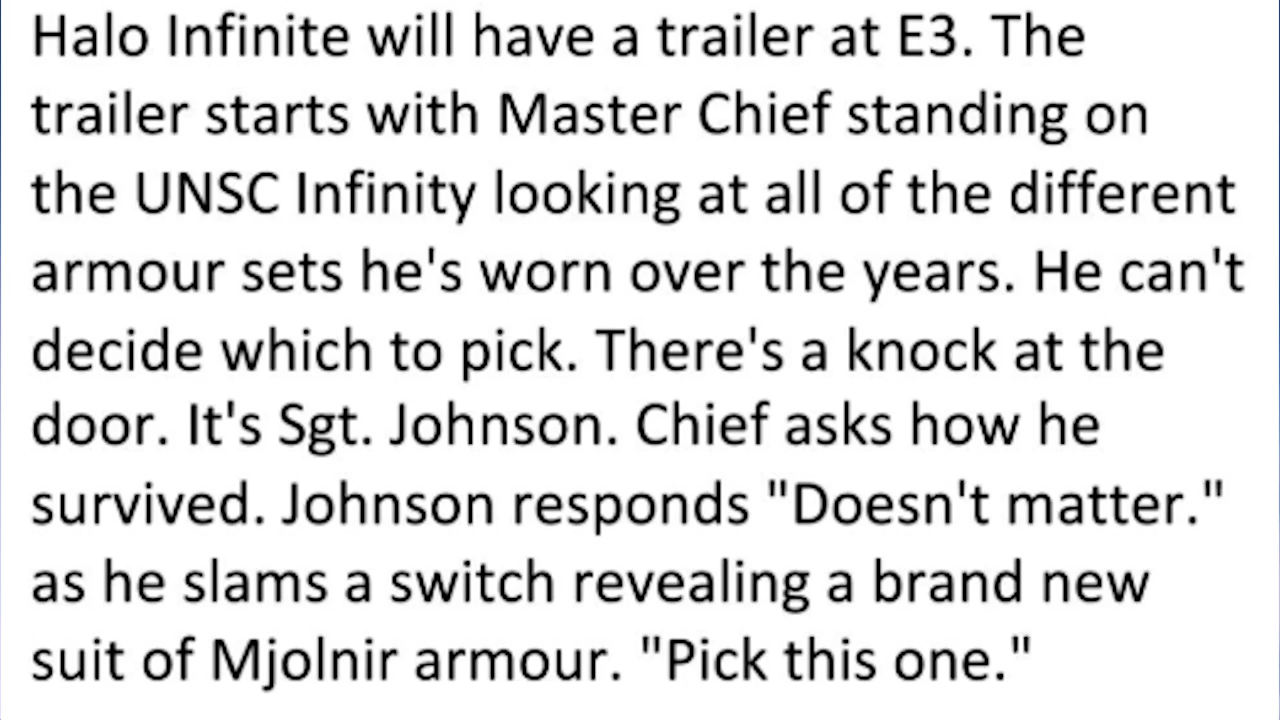 Halo Infinite will have a trailer at E3. The
trailer starts with Master Chief standing on
the UNSC Infinity looking at all of the different
armour sets he's worn over the years. He can't
decide which to pick. There's a knock at the
door. It's Sgt. Johnson. Chief asks how he
survived. Johnson responds "Doesn't matter."
as he slams a switch revealing a brand new
suit of Mjolnir armour. "Pick this one."